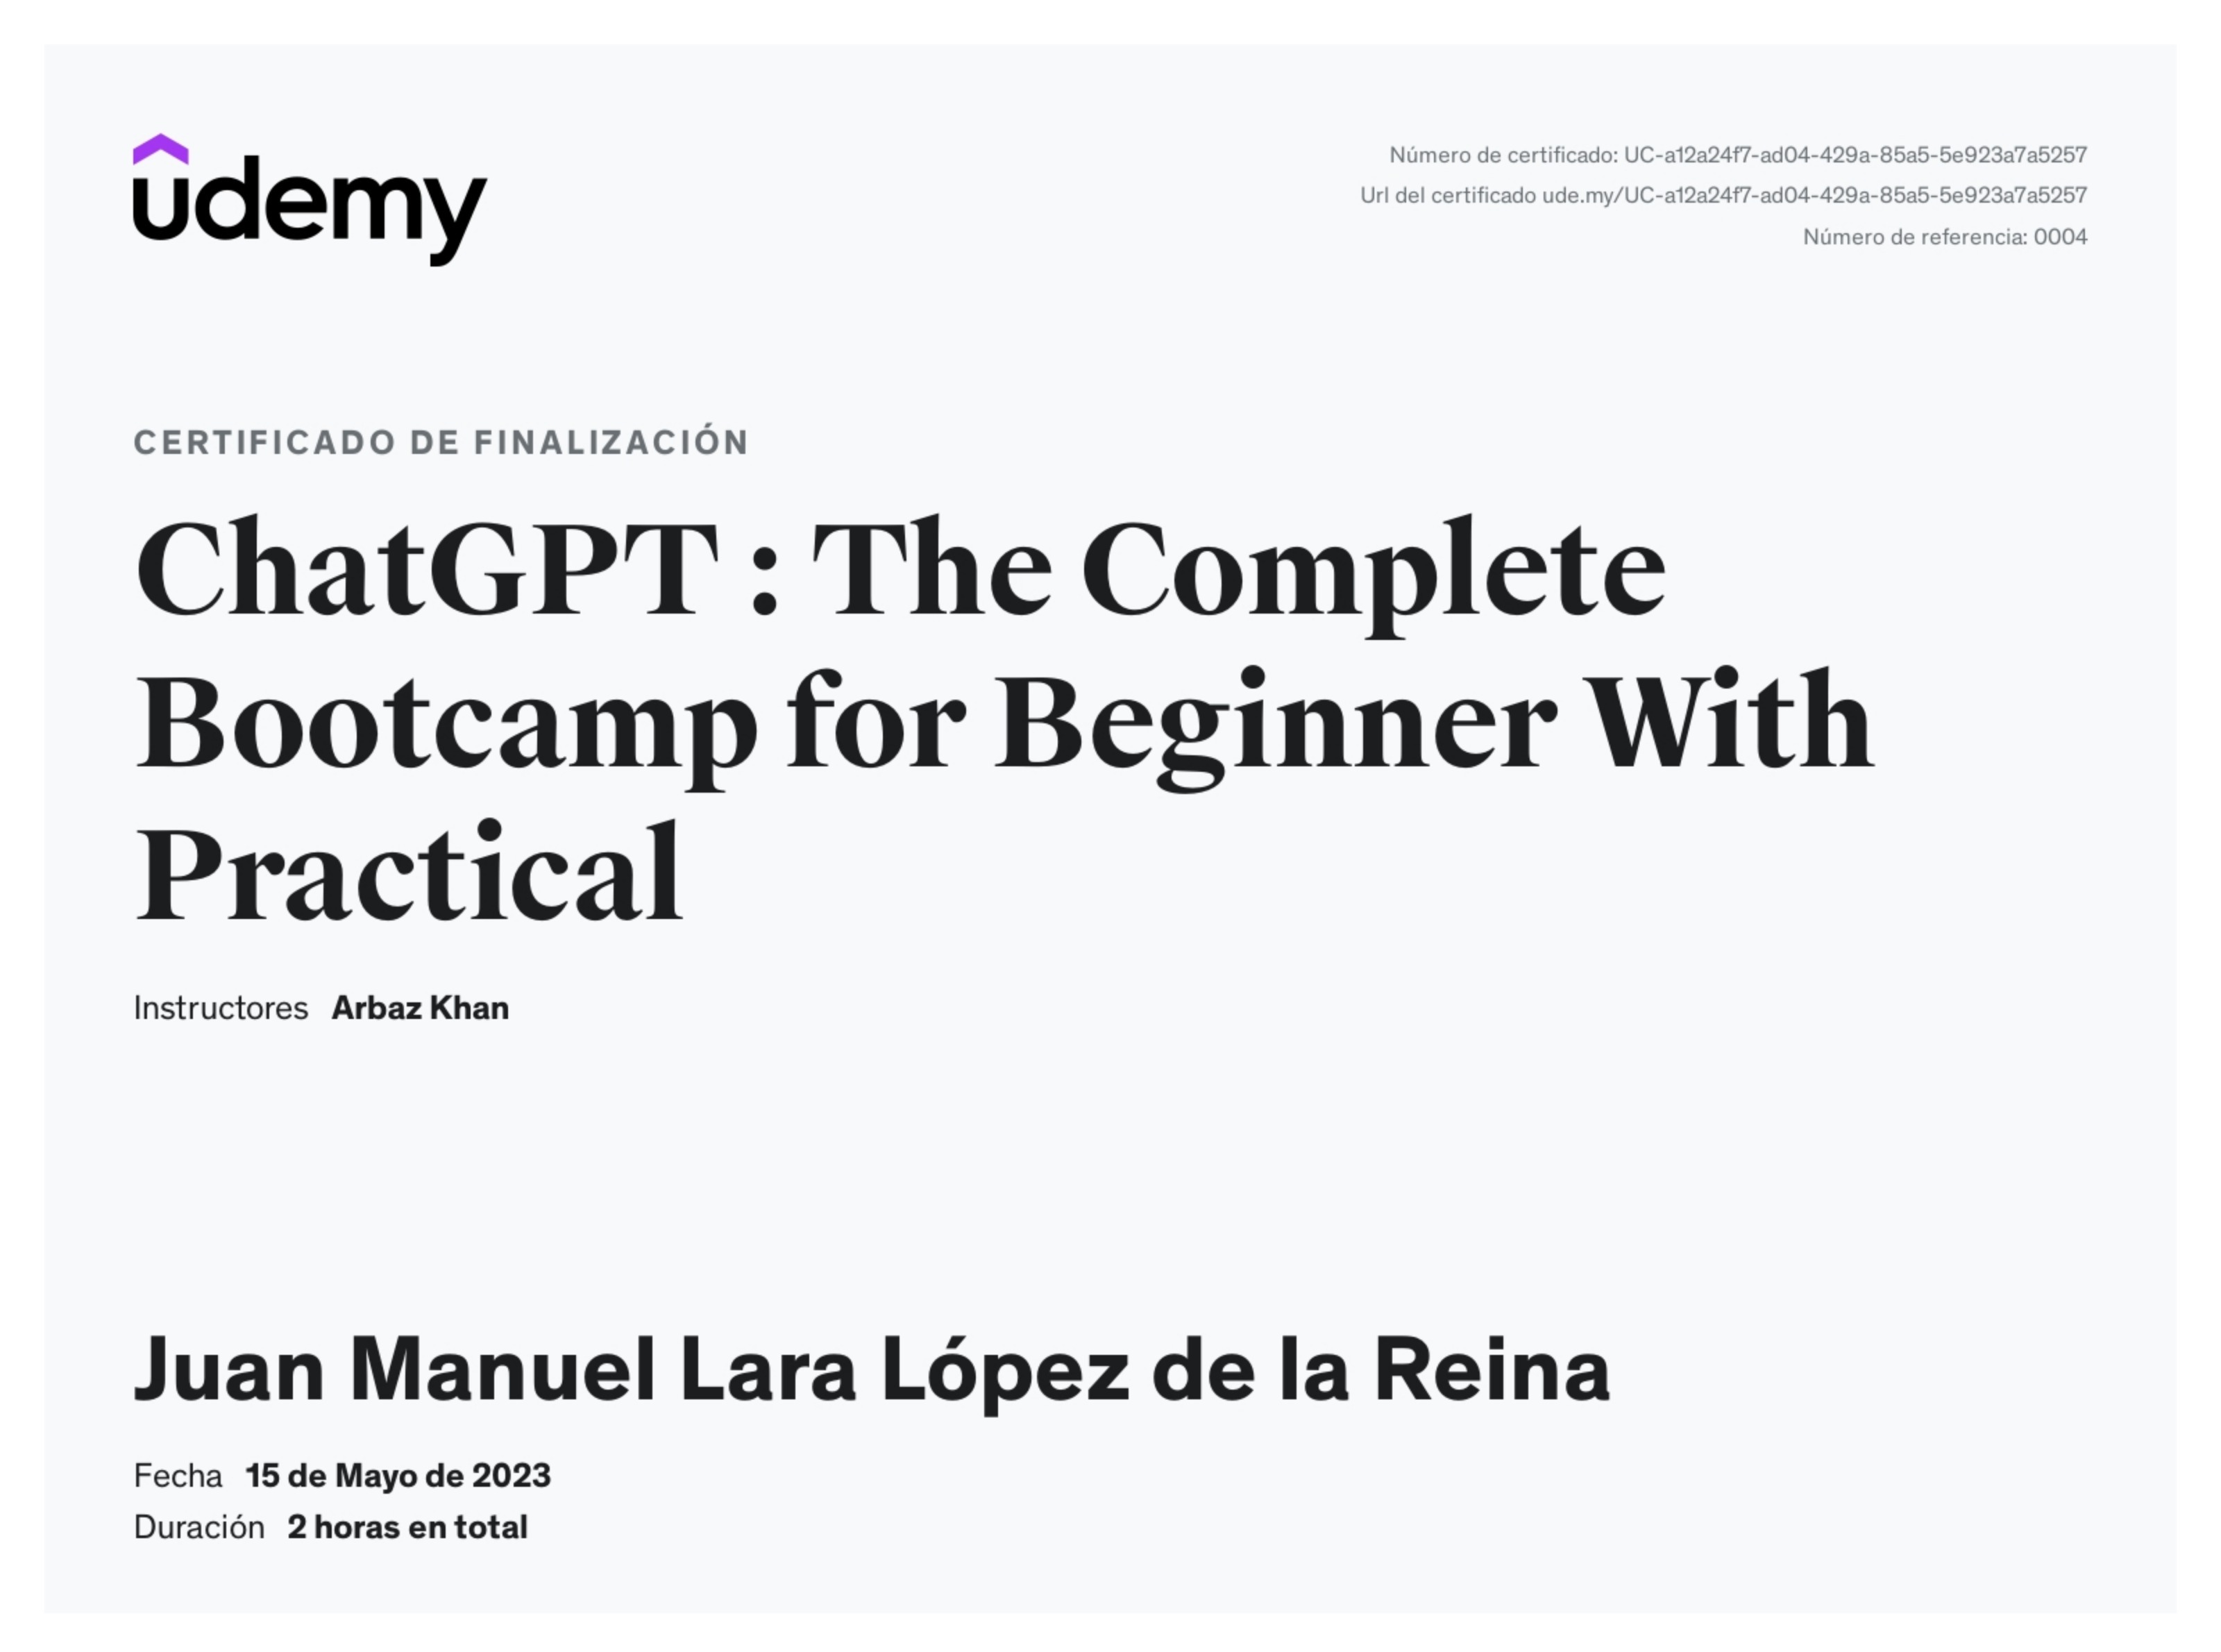 udemy
Número de certificado: UC-a12a24f7-ad04-429a-85a5-5e923a7a5257
Url del certificado ude.my/UC-a12a24f7-ad04-429a-85a5-5e923a7a5257
Número de referencia: 0004
CERTIFICADO DE FINALIZACIÓN
ChatGPT : The Complete
Bootcamp for Beginner With
Practical
Instructores Arbaz Khan
Juan Manuel Lara López de la Reina
Fecha 15 de Mayo de 2023
Duración 2 horas en total